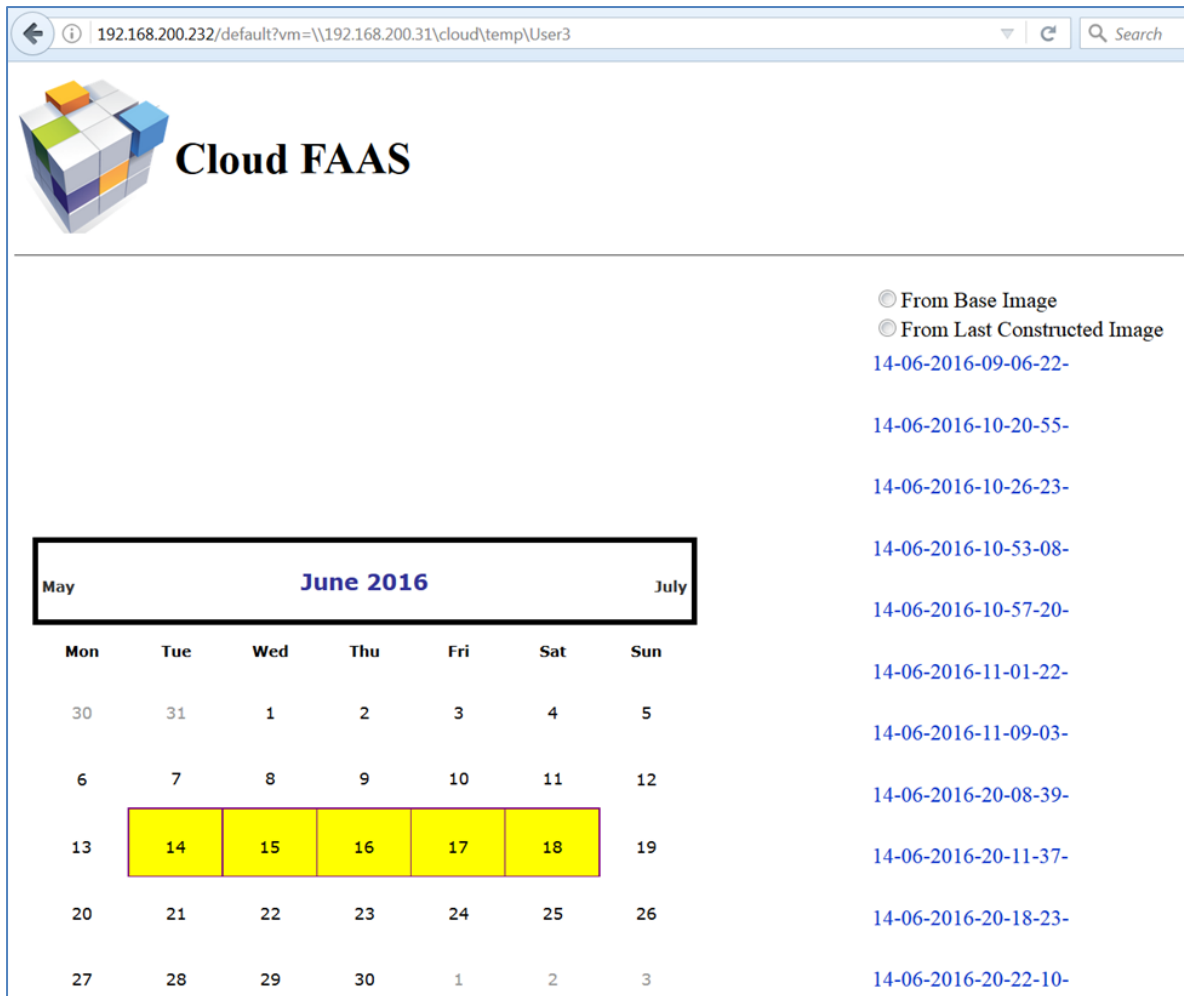 192.168.200.232/default?vm=\\192.168.200.31\cloud\temp\User3
Search
Cloud FAAS
From Base Image
From Last Constructed Image
14-06-2016-09-06-22-
14-06-2016-10-20-55-
14-06-2016-10-26-23-
14-06-2016-10-53-08-
14-06-2016-10-57-20-
14-06-2016-11-01-22-
14-06-2016-11-09-03-
14-06-2016-20-08-39-
14-06-2016-20-11-37-
14-06-2016-20-18-23-
14-06-2016-20-22-10-
May June 2016 July
Mon Tue Wed Thu Fri Sat Sun
30 31 1 2 3 4 5
6 7 8 9 10 11 12
13 14 15 16 17 18 19
20 21 22 23 24 25 26
27 28 29 30 1 2 3